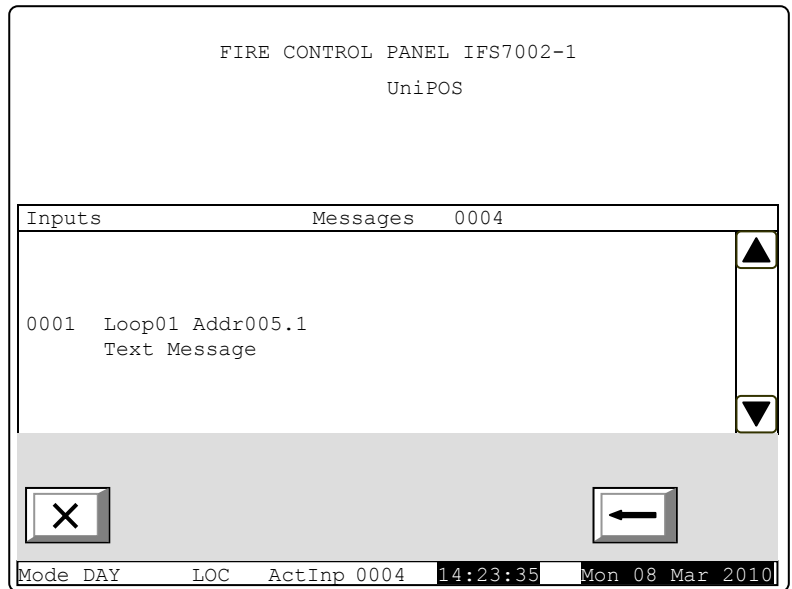 FIRE CONTROL PANEL IFS7002-1
UniPOS
Inputs Messages 0004
0001 Loop01 Addr005.1
Text Message
Mode DAY LOC ActInp 0004 14:23:35 Mon 08 Mar 2010